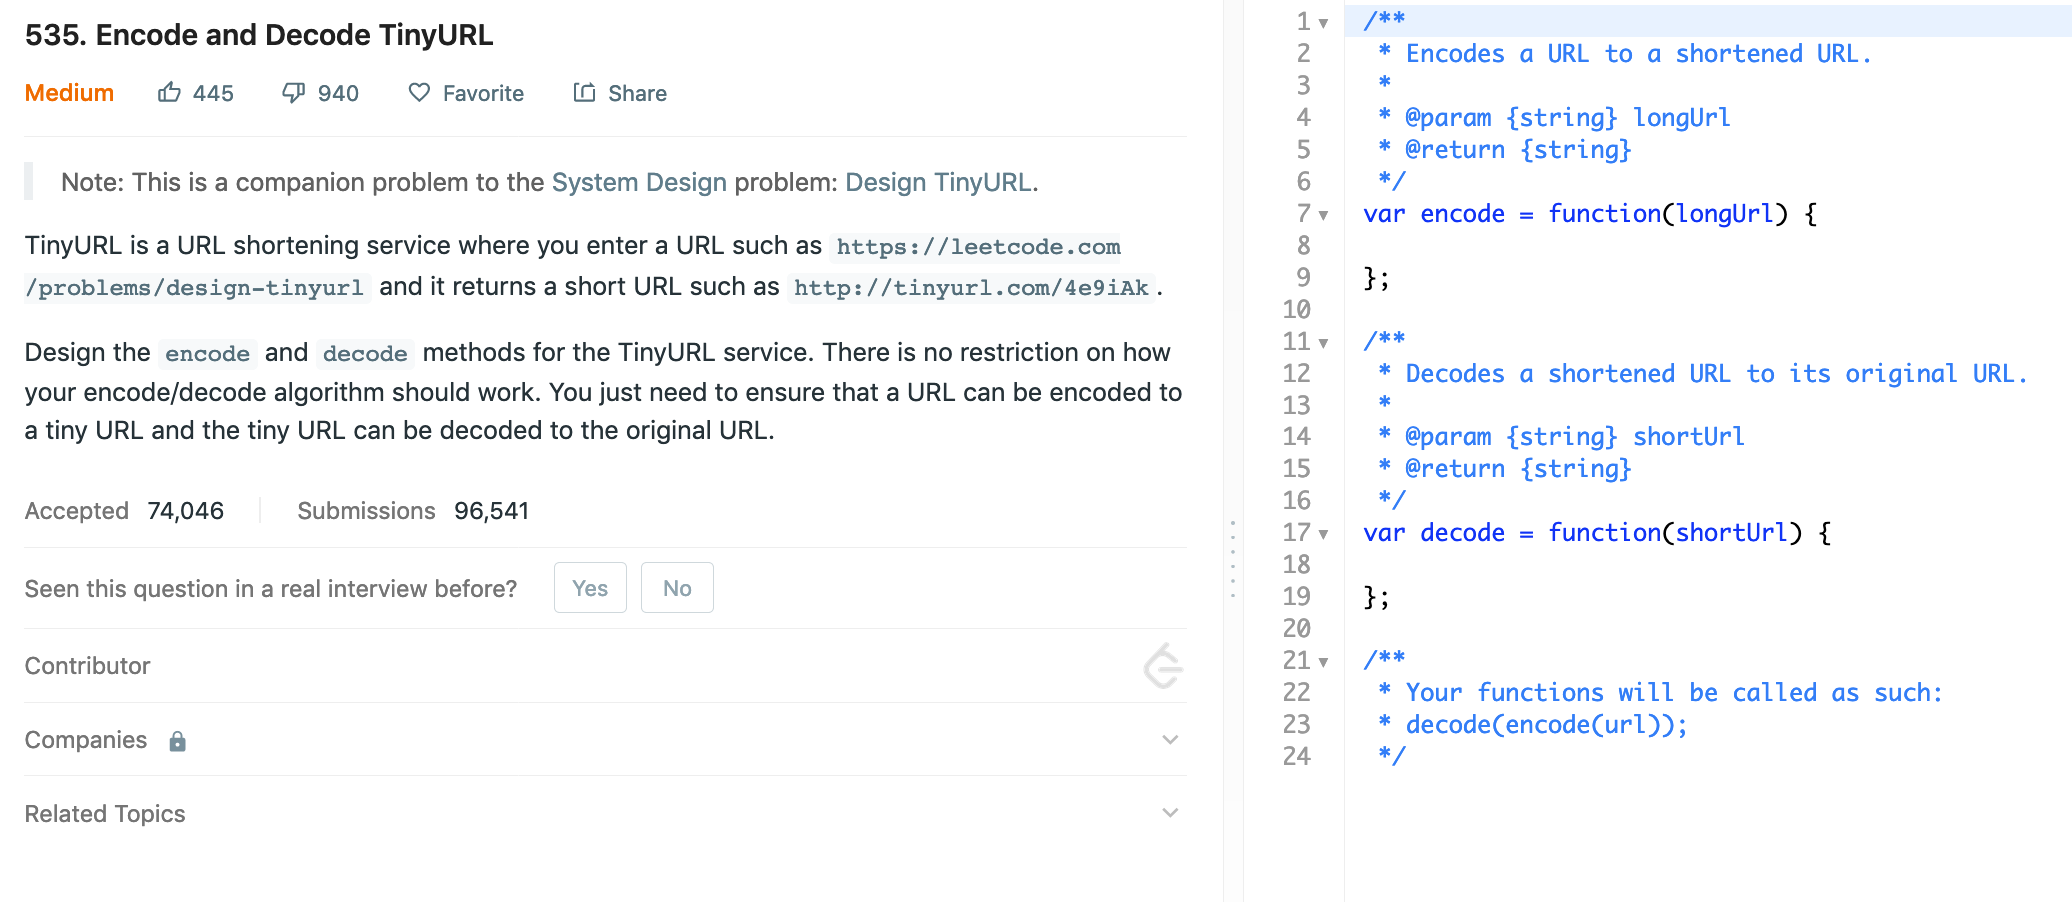 535. Encode and Decode TinyURL
Medium 445 940 Favorite Share
Note: This is a companion problem to the System Design problem: Design TinyURL.
TinyURL is a URL shortening service where you enter a URL such as https://leetcode.com
/problems/design-tinyurl and it returns a short URL such as http://tinyurl.com/4e9iAk.
Design the encode and decode methods for the TinyURL service. There is no restriction on how
your encode/decode algorithm should work. You just need to ensure that a URL can be encoded to
a tiny URL and the tiny URL can be decoded to the original URL.
Accepted 74,046 Submissions 96,541
Seen this question in a real interview before? Yes No
Contributor
Companies
Related Topics
1 /**
2 * Encodes a URL to a shortened URL.
3 *
4 * @param {string} longUrl
5 * @return {string}
6 */
7 var encode = function(longUrl) {
8
9 };
10
11 /**
12 * Decodes a shortened URL to its original URL.
13 *
14 * @param {string} shortUrl
15 * @return {string}
16 */
17 var decode = function(shortUrl) {
18
19 };
20
21 /**
22 * Your functions will be called as such:
23 * decode(encode(url));
24 */